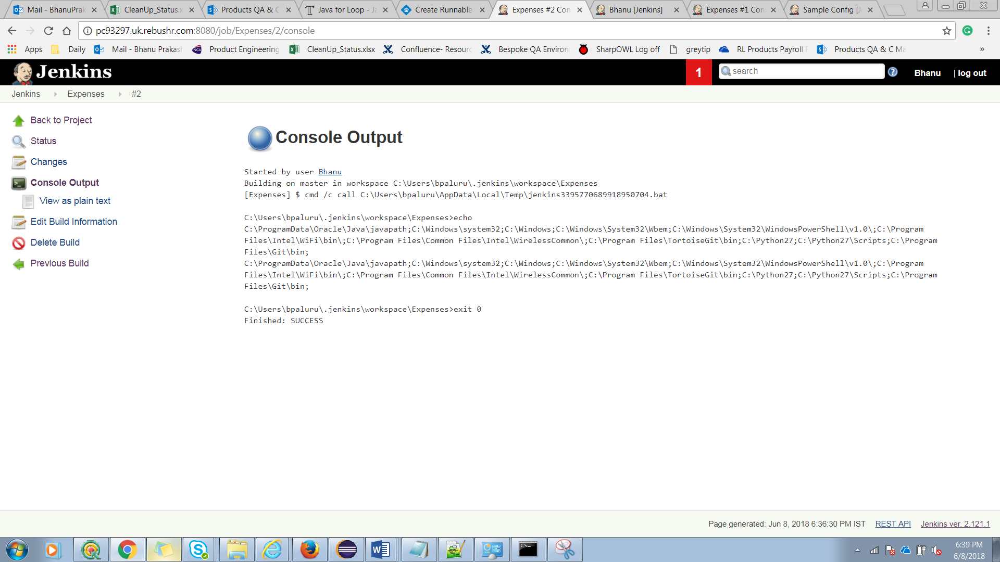 Mail - BhanuPrak
CleanUp_Status.x
Products QA & C
Java for Loop - Ja
Create Runnable
Expenses #2 Con
Bhanu [Jenkins]
Expenses #1 Con
Sample Config [J
pc93297.uk.rebushr.com:8080/job/Expenses/2/console
Apps
Daily
Mail - Bhanu Prakash
NGA
Product Engineering
CleanUp_Status.xlsx
Confluence- Resourc
Bespoke QA Environ
SharpOWL Log off
greytip
RL Products Payroll F
Products QA & C Ma
»
Jenkins
1
search
Bhanu
| log out
Jenkins
Expenses
#2
Back to Project
Status
Changes
Console Output
View as plain text
Edit Build Information
Delete Build
Previous Build
Console Output
Started by user Bhanu
Building on master in workspace C:\Users\bpaluru\.jenkins\workspace\Expenses
[Expenses] $ cmd /c call C:\Users\bpaluru\AppData\Local\Temp\jenkins3395770689918950704.bat
C:\Users\bpaluru\.jenkins\workspace\Expenses>echo
C:\ProgramData\Oracle\Java\javapath;C:\Windows\system32;C:\Windows;C:\Windows\System32\Wbem;C:\Windows\System32\WindowsPowerShell\v1.0\;C:\Program
Files\Intel\WiFi\bin\;C:\Program Files\Common Files\Intel\WirelessCommon\;C:\Program Files\TortoiseGit\bin;C:\Python27;C:\Python27\Scripts;C:\Program
Files\Git\bin;
C:\ProgramData\Oracle\Java\javapath;C:\Windows\system32;C:\Windows;C:\Windows\System32\Wbem;C:\Windows\System32\WindowsPowerShell\v1.0\;C:\Program
Files\Intel\WiFi\bin\;C:\Program Files\Common Files\Intel\WirelessCommon\;C:\Program Files\TortoiseGit\bin;C:\Python27;C:\Python27\Scripts;C:\Program
Files\Git\bin;
C:\Users\bpaluru\.jenkins\workspace\Expenses>exit 0
Finished: SUCCESS
Page generated: Jun 8, 2018 6:36:30 PM IST
REST API
Jenkins ver. 2.121.1
6:39 PM
6/8/2018